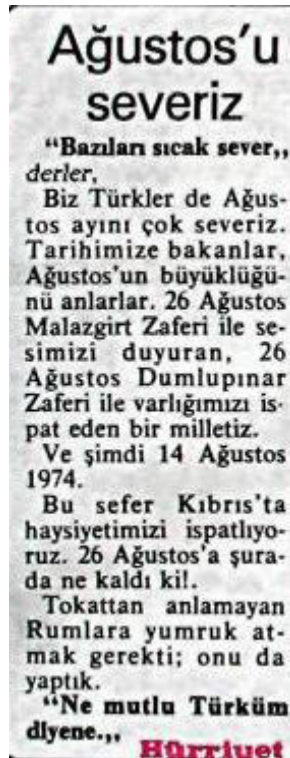 Ağustos'u
severiz
“Bazıları sıcak sever,,
derler,
Biz Türkler de Ağus-
tos ayını çok severiz.
Tarihimize bakanlar,
Ağustos'un büyüklüğü-
nü anlarlar. 26 Ağustos
Malazgirt Zaferi ile se-
simizi duyuran, 26
Ağustos Dumlupınar
Zaferi ile varlığımızı is-
pat eden bir milletiz.
Ve şimdi 14 Ağustos
1974.
Bu sefer Kıbrıs'ta
haysiyetimizi ispatlıyo-
ruz. 26 Ağustos'a şura-
da ne kaldı ki!.
Tokattan anlamayan
Rumlara yumruk at-
mak gerekti; onu da
yaptık.
“Ne mutlu Türküm
diyene.,,
Hürriyet